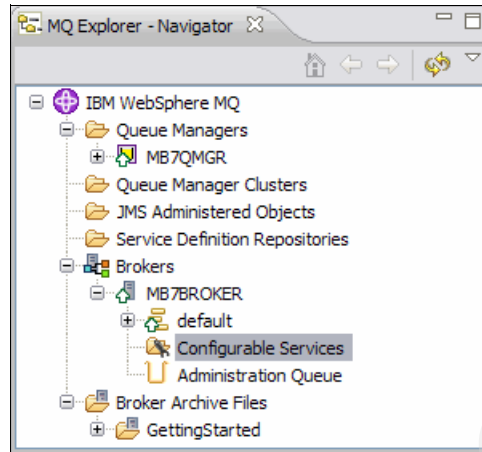 MQ Explorer - Navigator
IBM WebSphere MQ
Queue Managers
MB7QMGR
Queue Manager Clusters
JMS Administered Objects
Service Definition Repositories
Brokers
MB7BROKER
default
Configurable Services
Administration Queue
Broker Archive Files
GettingStarted